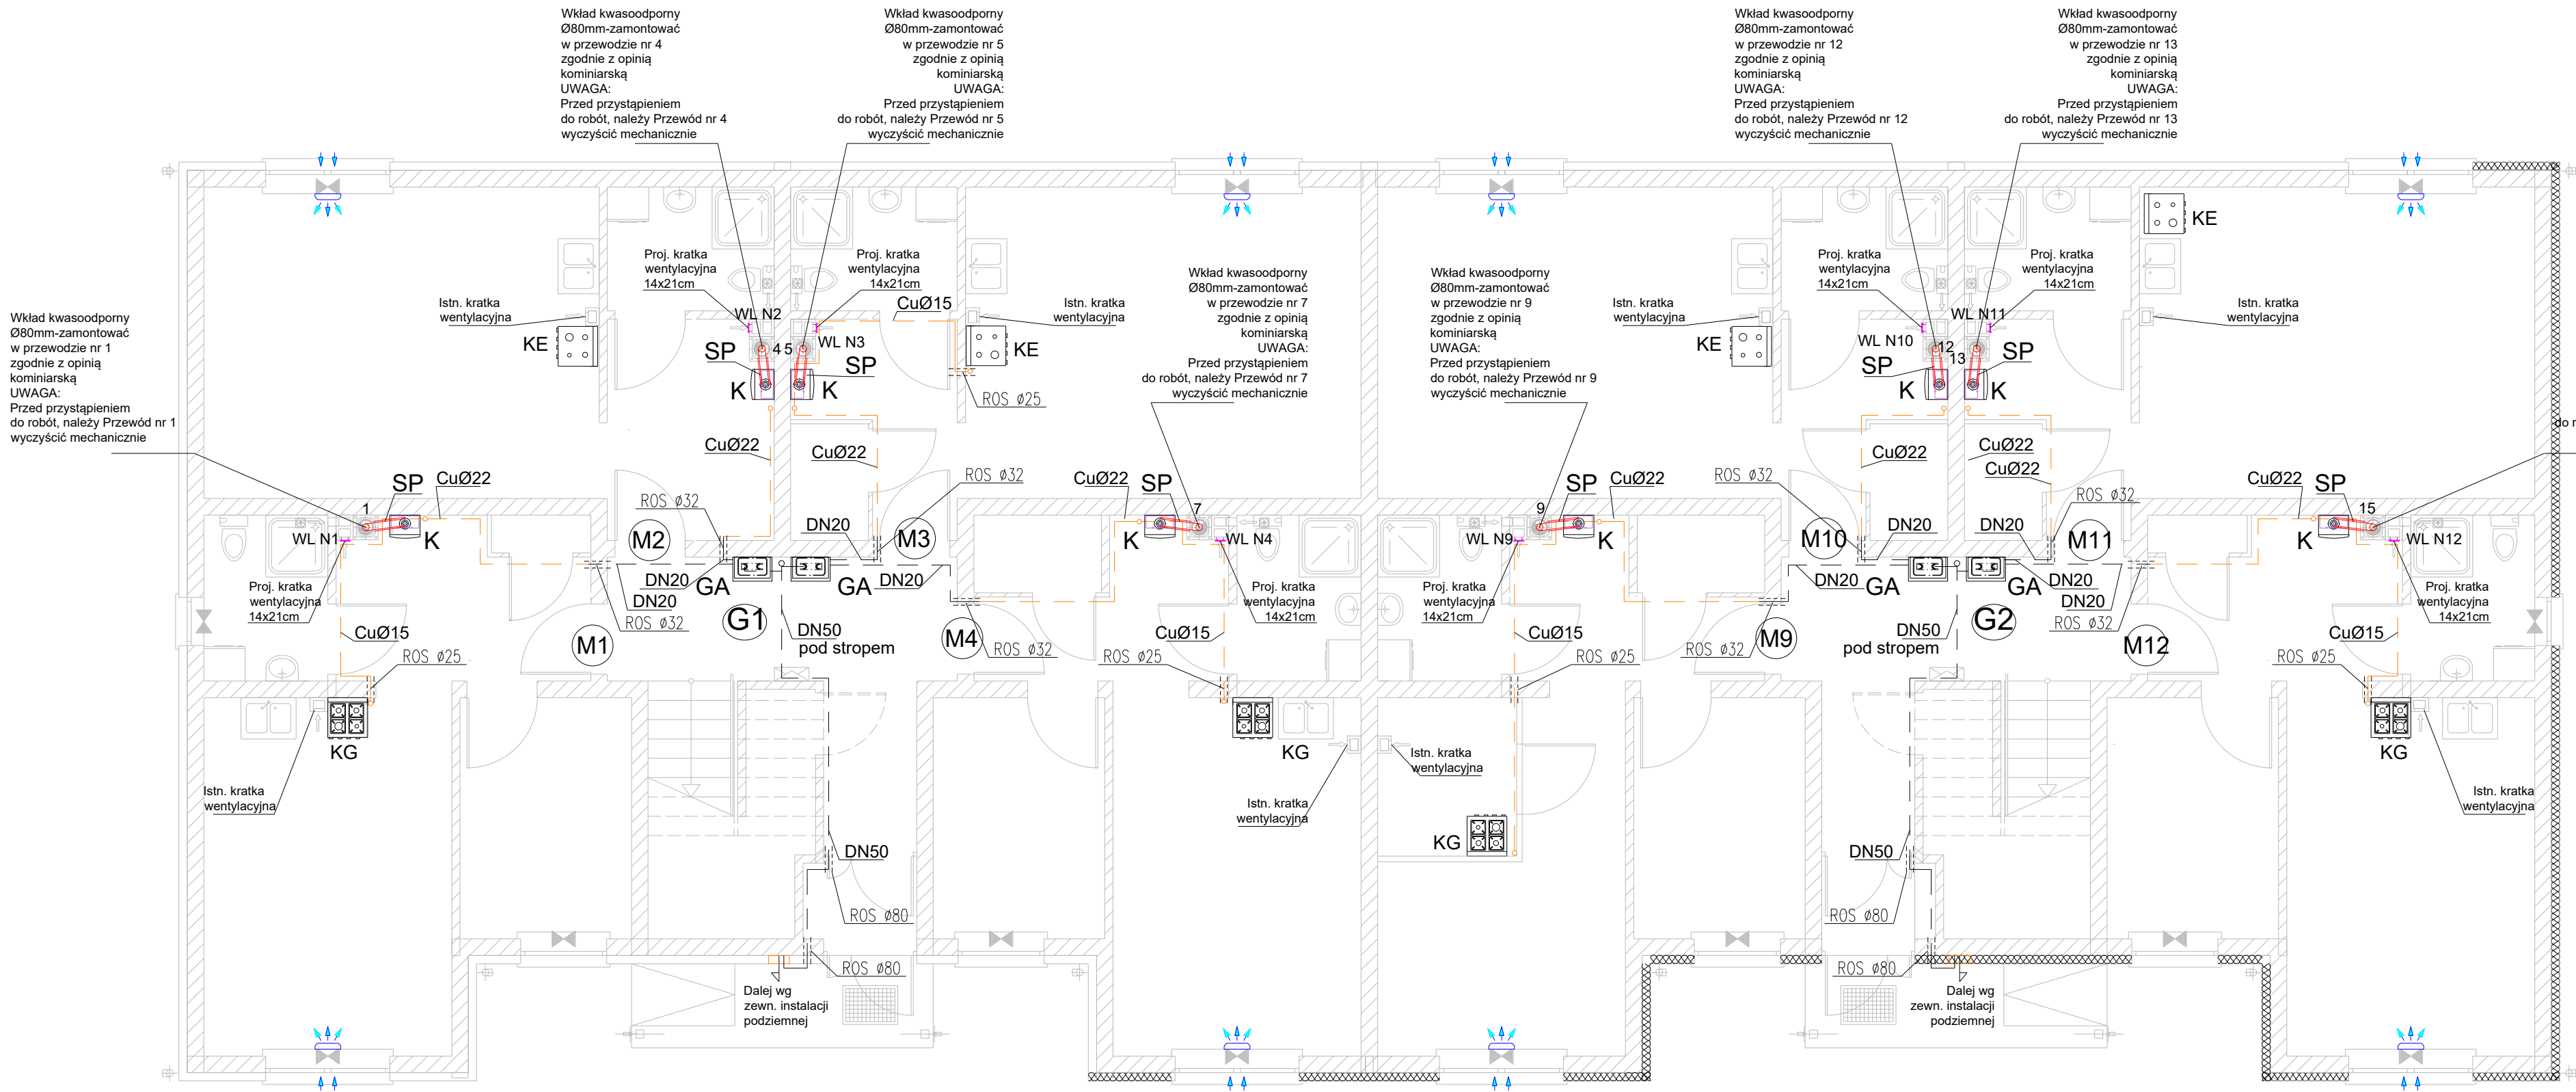 Wkład kwasoodporny
Ø80mm-zamontować
w przewodzie nr 4
zgodnie z opinią
kominiarską
UWAGA:
Przed przystąpieniem
do robót, należy Przewód nr 4
wyczyścić mechanicznie
Wkład kwasoodporny
Ø80mm-zamontować
w przewodzie nr 5
zgodnie z opinią
kominiarską
UWAGA:
Przed przystąpieniem
do robót, należy Przewód nr 5
wyczyścić mechanicznie
Wkład kwasoodporny
Ø80mm-zamontować
w przewodzie nr 12
zgodnie z opinią
kominiarską
UWAGA:
Przed przystąpieniem
do robót, należy Przewód nr 12
wyczyścić mechanicznie
Wkład kwasoodporny
Ø80mm-zamontować
w przewodzie nr 13
zgodnie z opinią
kominiarską
UWAGA:
Przed przystąpieniem
do robót, należy Przewód nr 13
wyczyścić mechanicznie
Wkład kwasoodporny
Ø80mm-zamontować
w przewodzie nr 1
zgodnie z opinią
kominiarską
UWAGA:
Przed przystąpieniem
do robót, należy Przewód nr 1
wyczyścić mechanicznie
Istn. kratka
wentylacyjna
KE
Proj. kratka
wentylacyjna
14x21cm
WL N2
4 5
SP
K
Proj. kratka
wentylacyjna
14x21cm
CuØ15
WL N3
SP
K
Istn. kratka
wentylacyjna
KE
ROS ø25
Wkład kwasoodporny
Ø80mm-zamontować
w przewodzie nr 7
zgodnie z opinią
kominiarską
UWAGA:
Przed przystąpieniem
do robót, należy Przewód nr 7
wyczyścić mechanicznie
Wkład kwasoodporny
Ø80mm-zamontować
w przewodzie nr 9
zgodnie z opinią
kominiarską
UWAGA:
Przed przystąpieniem
do robót, należy Przewód nr 9
wyczyścić mechanicznie
Istn. kratka
wentylacyjna
KE
Proj. kratka
wentylacyjna
14x21cm
WL N10
12
SP
K
Proj. kratka
wentylacyjna
14x21cm
WL N11
13
SP
K
KE
Istn. kratka
wentylacyjna
do r
1
SP
CuØ22
K
WL N1
Proj. kratka
wentylacyjna
14x21cm
CuØ15
ROS ø25
KG
Istn. kratka
wentylacyjna
CuØ22
ROS ø32
M2
DN20
DN20
ROS ø32
M1
GA
G1
CuØ22
DN20
M3
ROS ø32
GA
DN20
DN50
pod stropem
M4
ROS ø32
DN50
ROS ø80
ROS ø80
Dalej wg
zewn. instalacji
podziemnej
CuØ22
SP
7
K
WL N4
Proj. kratka
wentylacyjna
14x21cm
CuØ15
ROS ø25
KG
Istn. kratka
wentylacyjna
9
SP
CuØ22
K
WL N9
Proj. kratka
wentylacyjna
14x21cm
CuØ15
ROS ø25
Istn. kratka
wentylacyjna
KG
ROS ø32
CuØ22
M10
DN20
DN20
GA
M9
ROS ø32
CuØ22
CuØ22
DN20
ROS ø32
M11
GA
DN20
DN20
G2
ROS ø32
M12
DN50
pod stropem
DN50
ROS ø80
ROS ø80
Dalej wg
zewn. instalacji
podziemnej
CuØ22
SP
15
K
WL N12
Proj. kratka
wentylacyjna
14x21cm
CuØ15
ROS ø25
KG
Istn. kratka
wentylacyjna